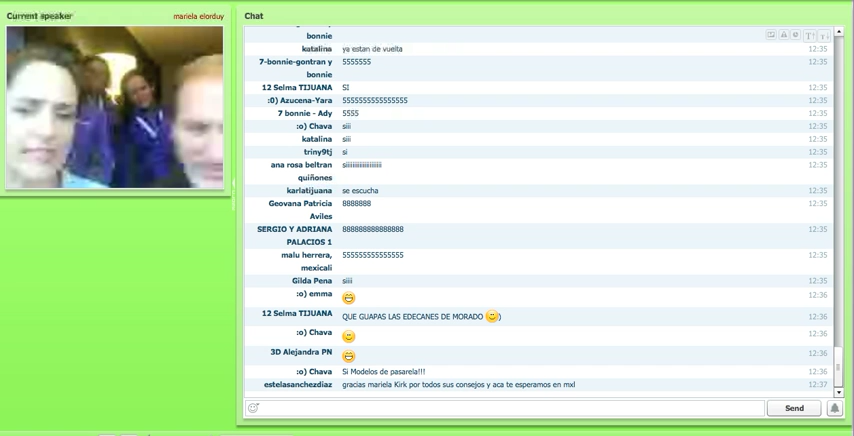 Current speaker
mariela elorduy
Chat
bonnie
katalina ya estan de vuelta 12:35
7-bonnie-gontran y 5555555 12:35
bonnie
12 Selma TIJUANA SI 12:35
:0) Azucena-Yara 5555555555555555 12:35
7 bonnie - Ady 5555 12:35
:o) Chava siii 12:35
katalina siii 12:35
triny9tj si 12:35
ana rosa beltran siiiiiiiiiiiiiiiiiii 12:35
quiñones
karlatijuana se escucha 12:35
Geovana Patricia 8888888 12:35
Aviles
SERGIO Y ADRIANA 888888888888888 12:35
PALACIOS 1
malu herrera, 555555555555555 12:35
mexicali
Gilda Pena siiii 12:35
:o) emma 12:36
12 Selma TIJUANA QUE GUAPAS LAS EDECANES DE MORADO ) 12:36
:o) Chava 12:36
3D Alejandra PN 12:36
:o) Chava Si Modelos de pasarela!!! 12:36
estelasanchezdiaz gracias mariela Kirk por todos sus consejos y aca te esperamos en mxl 12:37
Send